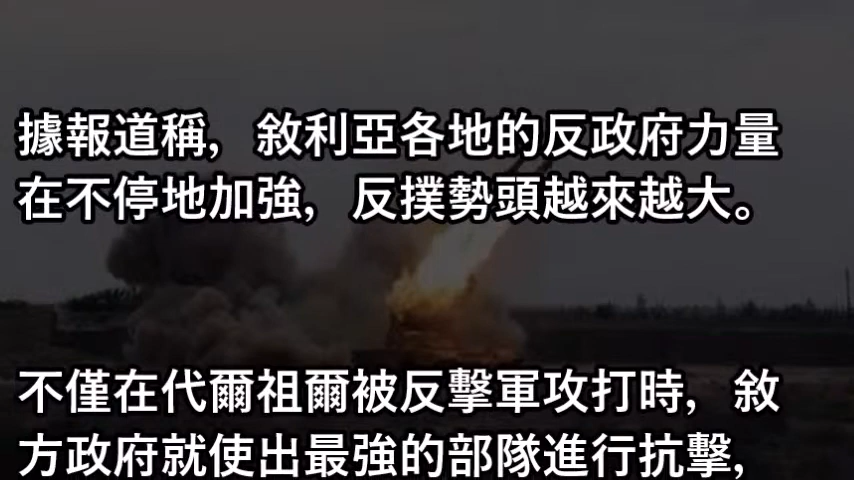 據報道稱，敘利亞各地的反政府力量
在不停地加強，反撲勢頭越來越大。
不僅在代爾祖爾被反擊軍攻打時，敘
方政府就使出最強的部隊進行抗擊，